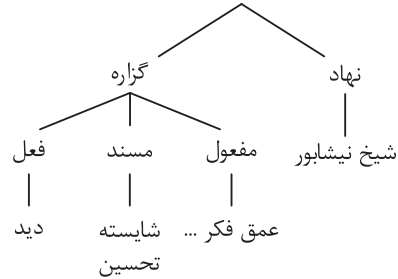 نهاد
گزاره
شیخ نیشابور
مفعول
مسند
فعل
عمق فکر ...
شایسته
تحسین
دید